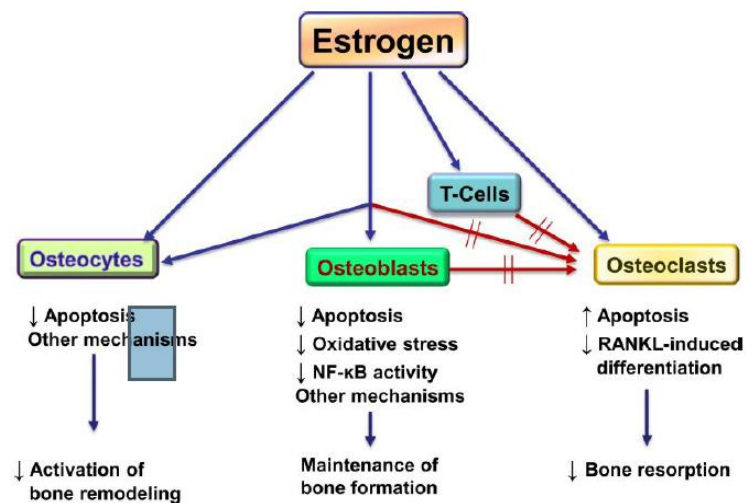 Estrogen
T-Cells
Osteocytes
Osteoblasts
Osteoclasts
↓ Apoptosis
Other mechanisms
↓ Activation of
bone remodeling
↓ Apoptosis
↓ Oxidative stress
↓ NF-κB activity
Other mechanisms
Maintenance of
bone formation
↑ Apoptosis
↓ RANKL-induced
differentiation
↓ Bone resorption